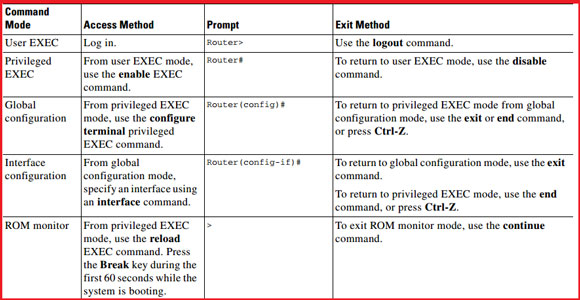 Command
Mode Access Method Prompt Exit Method
User EXEC Log in. Router> Use the logout command.
Privileged From user EXEC mode, Router# To return to user EXEC mode, use the disable
EXEC use the enable EXEC command.
command.
Global From privileged EXEC Router(config)# To return to privileged EXEC mode from global
configuration mode, use the configure configuration mode, use the exit or end command,
terminal privileged or press Ctrl-Z.
EXEC command.
Interface From global Router(config-if)# To return to global configuration mode, use the exit
configuration configuration mode, command.
specify an interface using To return to privileged EXEC mode, use the end
an interface command. command, or press Ctrl-Z.
ROM monitor From privileged EXEC > To exit ROM monitor mode, use the continue
mode, use the reload command.
EXEC command. Press
the Break key during the
first 60 seconds while the
system is booting.